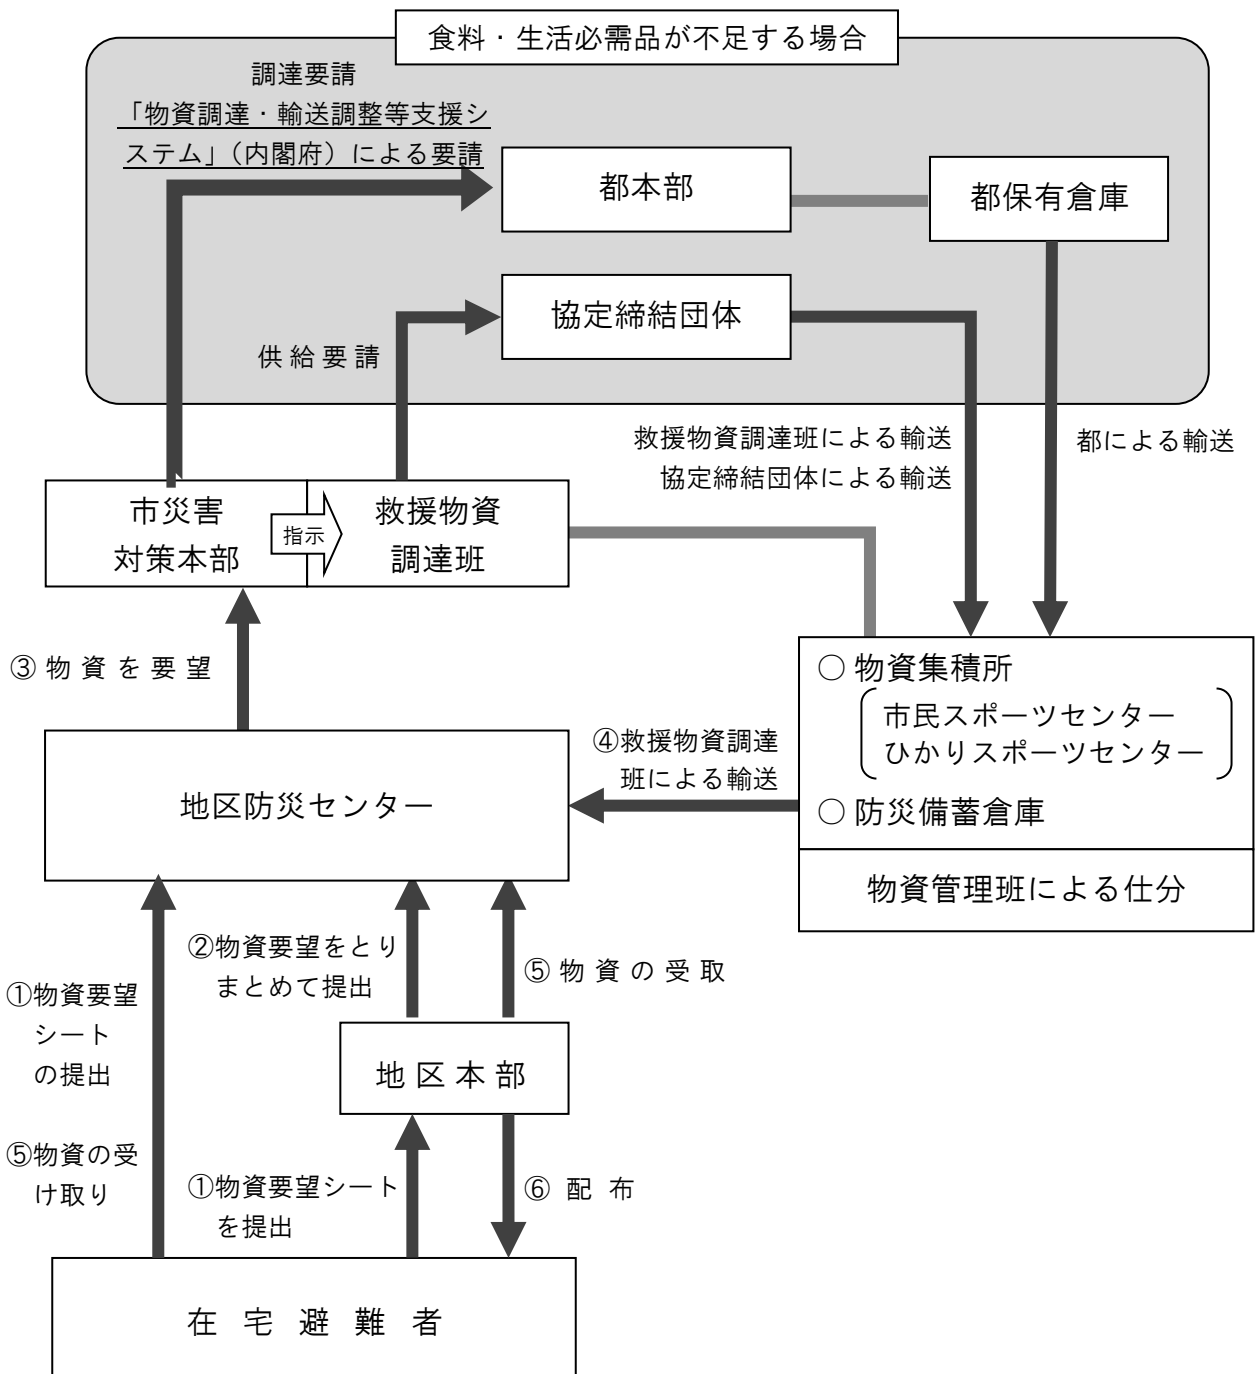 食料・生活必需品が不足する場合
調達要請
「物資調達・輸送調整等支援シ
ステム」（内閣府）による要請
都本部
都保有倉庫
協定締結団体
供給要請
救援物資調達班による輸送
協定締結団体による輸送
都による輸送
市災害
対策本部
指示
救援物資
調達班
③物資を要望
○物資集積所
市民スポーツセンター
ひかりスポーツセンター
○防災備蓄倉庫
物資管理班による仕分
④救援物資調達
班による輸送
地区防災センター
②物資要望をとり
まとめて提出
⑤物資の受取
①物資要望
シート
の提出
地区本部
⑤物資の受
け取り
①物資要望シート
を提出
⑥配布
在宅避難者